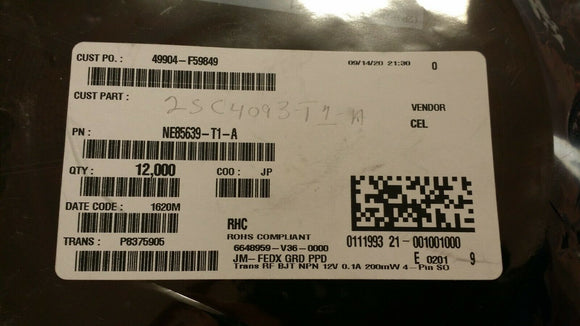 CUST PO. : 49904-F59849
09/14/20 21:30 0
CUST PART : 2SC4093-T1-A
VENDOR
CEL
PN : NE85639-T1-A
QTY : 12,000 COO : JP
DATE CODE : 1620M
RHC
ROHS COMPLIANT
TRANS : P8375905
6648959-V36-0000
JM- FEDX GRD PPD
Trans RF BJT NPN 12V 0.1A 200mW 4-Pin SO
0111993 21-001001000
E 0201 9